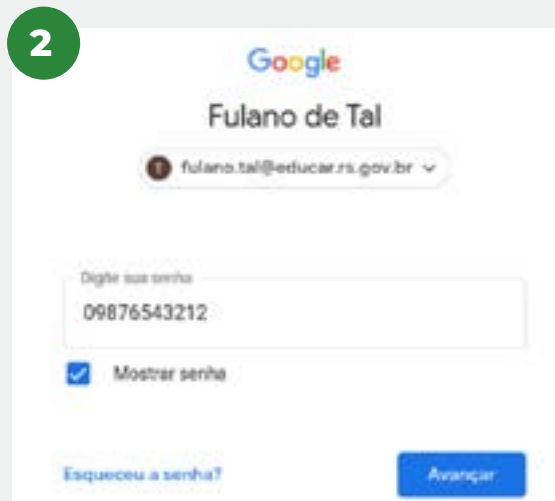 2
Google
Fulano de Tal
fulano.tal@educar.rs.gov.br
Digite sua senha
09876543212
Mostrar senha
Esqueceu a senha?
Avançar